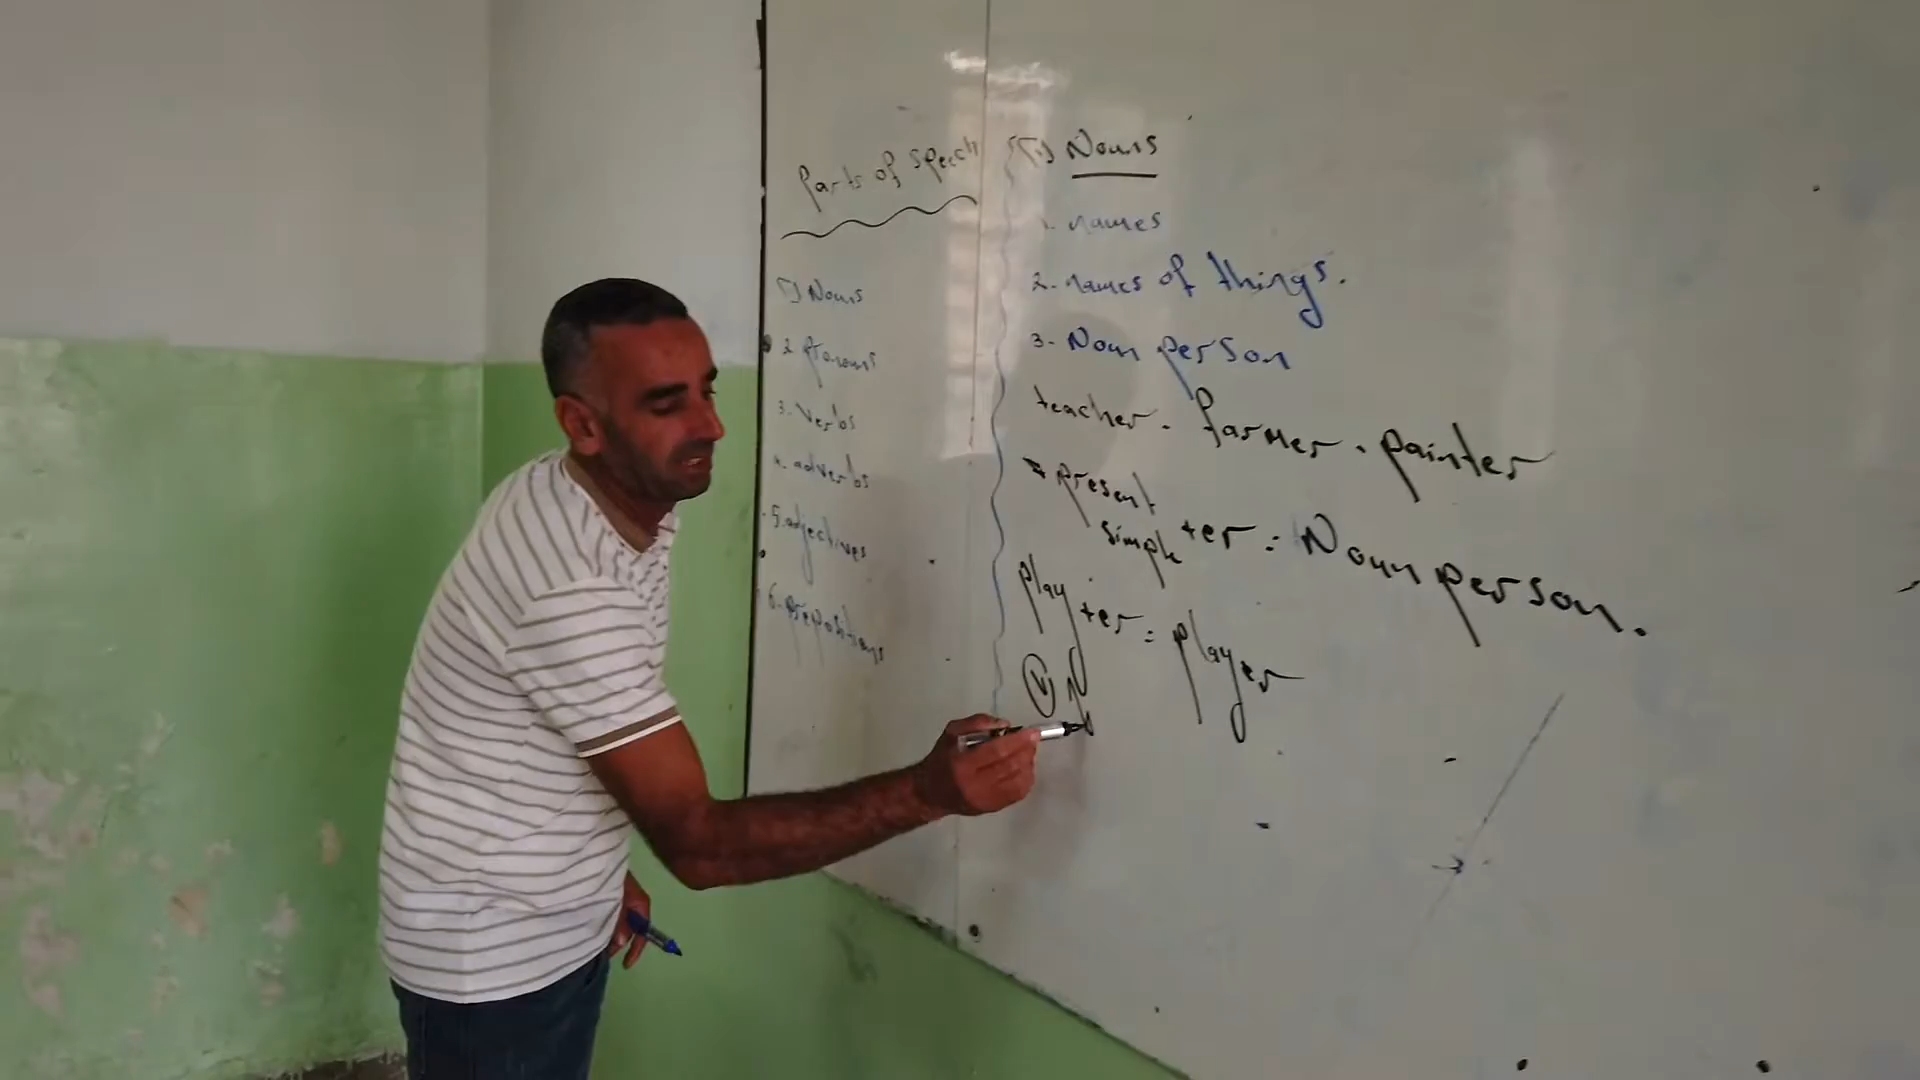 Parts of speech
1) Nouns
2 Pronouns
3. Verbs
4. adverbs
5. adjectives
6. prepositions
(1) Nouns
1. names
2. names of things.
3. Noun person
teacher. farmer. painter
* present
simple +er = Noun person.
play +er = player
V